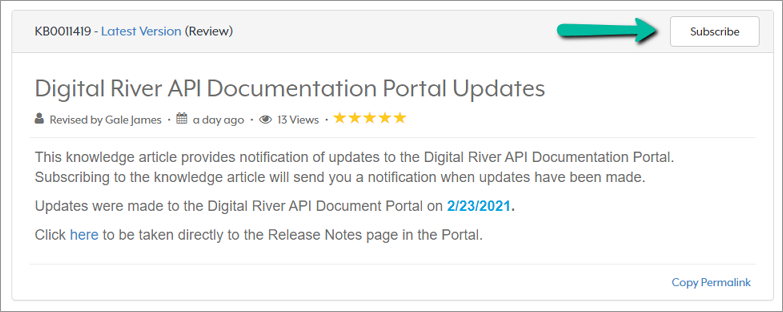 KB0011419 - Latest Version (Review)
Subscribe
Digital River API Documentation Portal Updates
Revised by Gale James • a day ago • 13 Views •
This knowledge article provides notification of updates to the Digital River API Documentation Portal.
Subscribing to the knowledge article will send you a notification when updates have been made.
Updates were made to the Digital River API Document Portal on 2/23/2021.
Click here to be taken directly to the Release Notes page in the Portal.
Copy Permalink